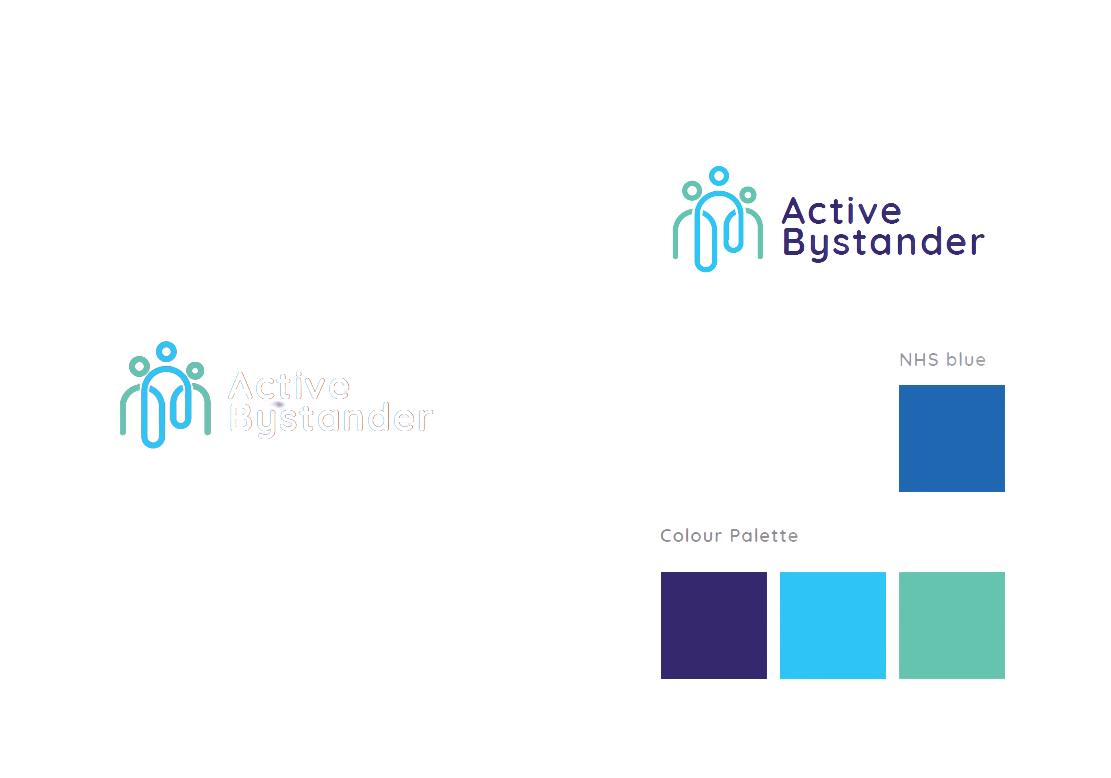 Active
Bystander
Active
Bystander
NHS blue
Colour Palette